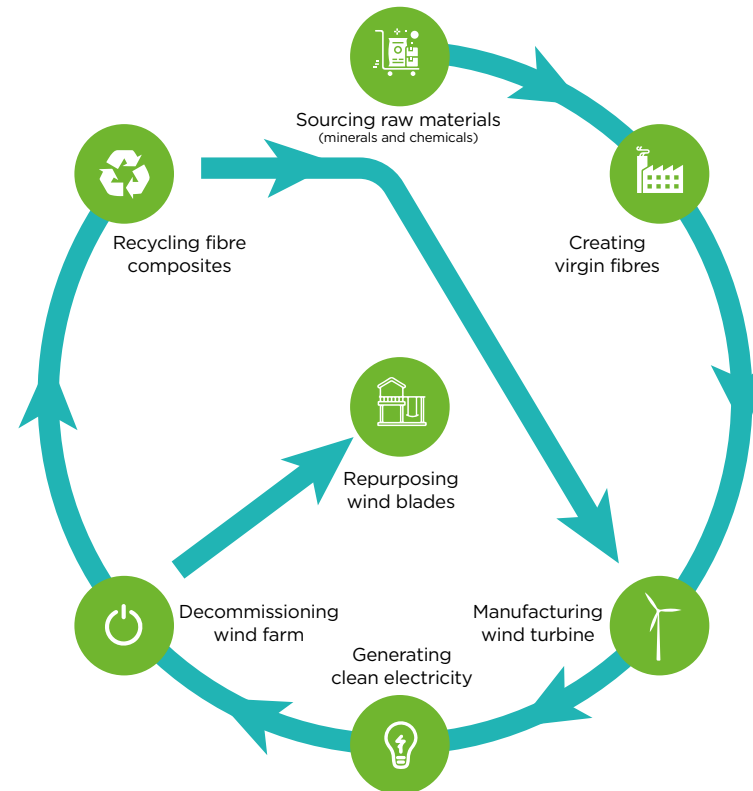 Sourcing raw materials
(minerals and chemicals)
Recycling fibre
composites
Creating
virgin fibres
Repurposing
wind blades
Decommissioning
wind farm
Manufacturing
wind turbine
Generating
clean electricity